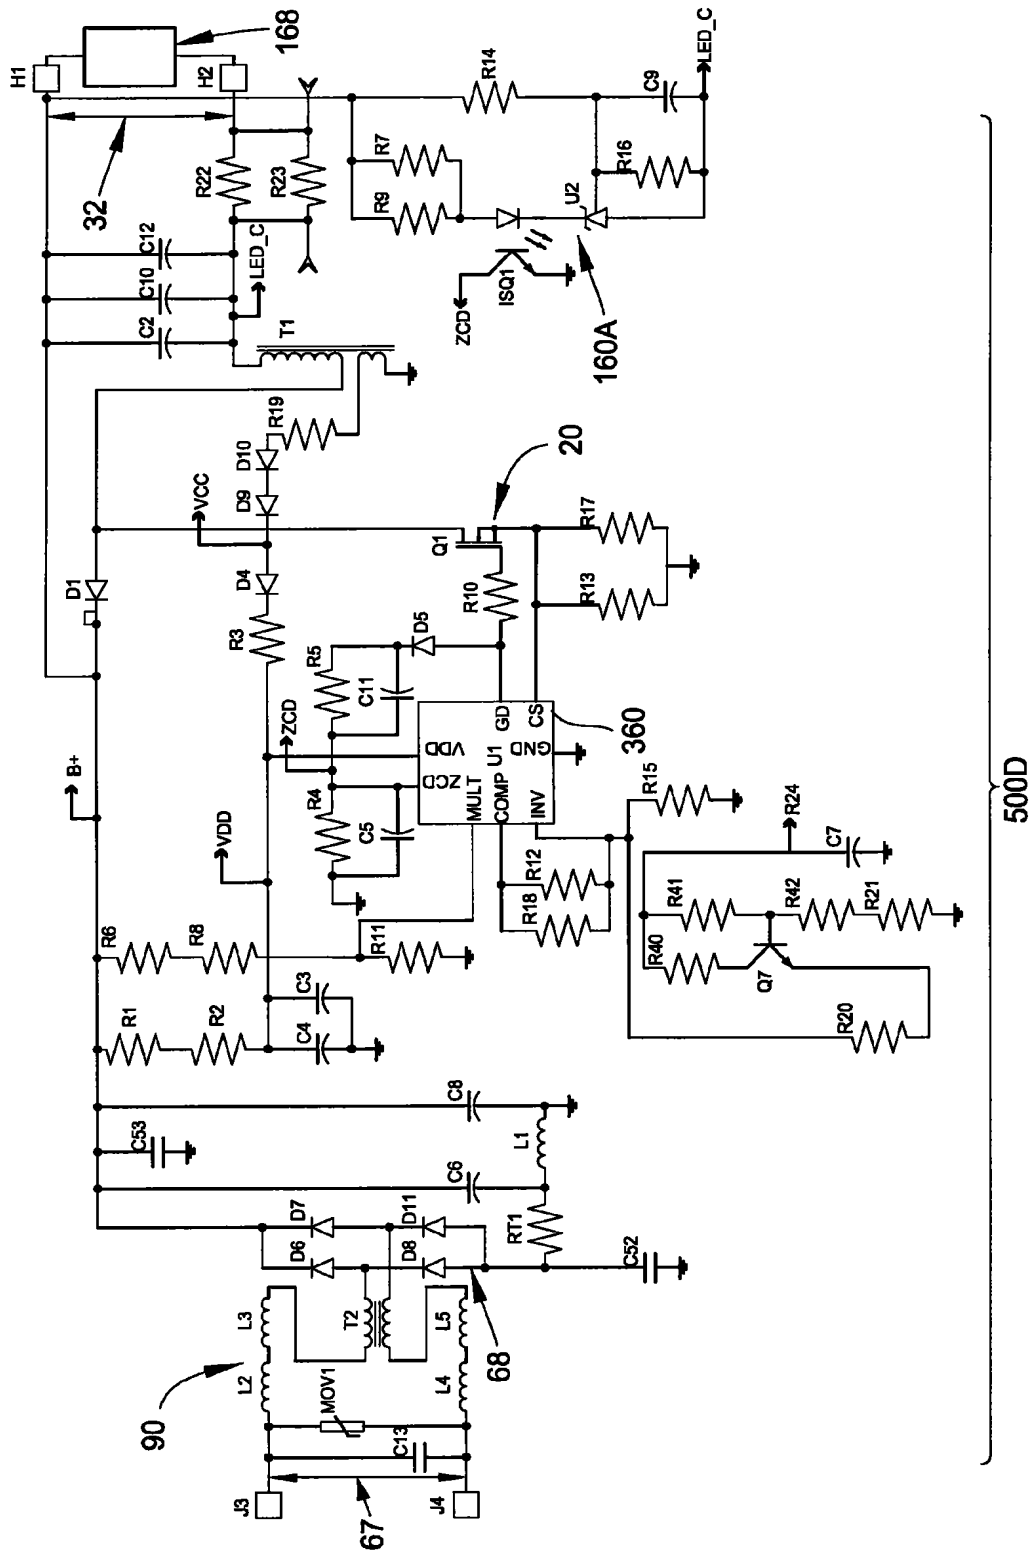 H1
168
H2
32
R22
R23
C12
C10
C2
LED_C
T1
R14
LED_C
R7
R9
C9
R16
U2
ZCD
ISQ1
160A
D1
VCC
D10
D9
R19
D4
R3
Q1
20
R10
R17
R13
D5
R5
C11
B+
ZCD
VDD
R4
C5
VDD
ZCD
MULT
COMP
INV
U1
GD
CS
GND
360
R6
R8
R11
R1
R2
C3
C4
R12
R18
R15
R24
R41
R42
R21
C7
R40
Q7
R20
C53
C8
C6
L1
RT1
C52
D7
D6
D11
D8
68
L3
L2
T2
L5
L4
90
MOV1
C13
J3
J4
67
500D